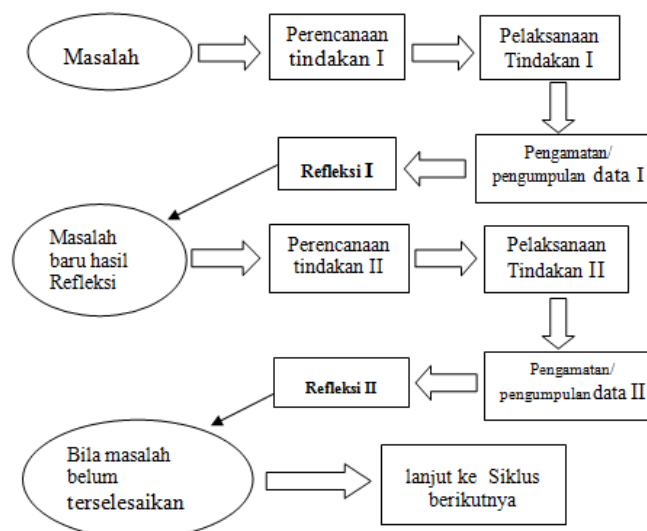 Masalah
Perencanaan
tindakan I
Pelaksanaan
Tindakan I
Pengamatan/
pengumpulan data I
Refleksi I
Masalah
baru hasil
Refleksi
Perencanaan
tindakan II
Pelaksanaan
Tindakan II
Pengamatan/
pengumpulan data II
Refleksi II
Bila masalah
belum
terselesaikan
lanjut ke Siklus
berikutnya